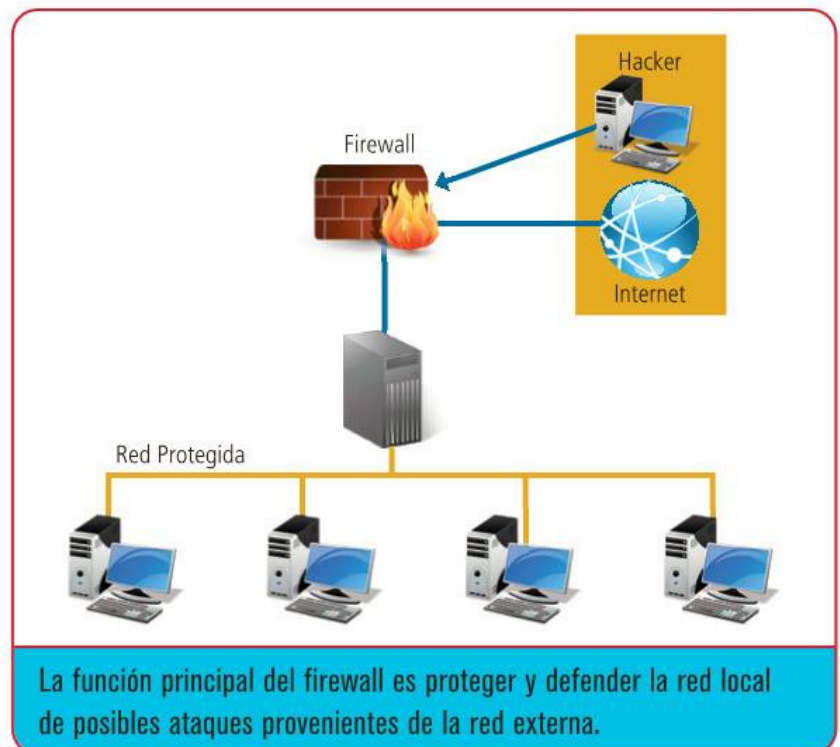 Hacker
Firewall
Internet
Red Protegida
La función principal del firewall es proteger y defender la red local
de posibles ataques provenientes de la red externa.